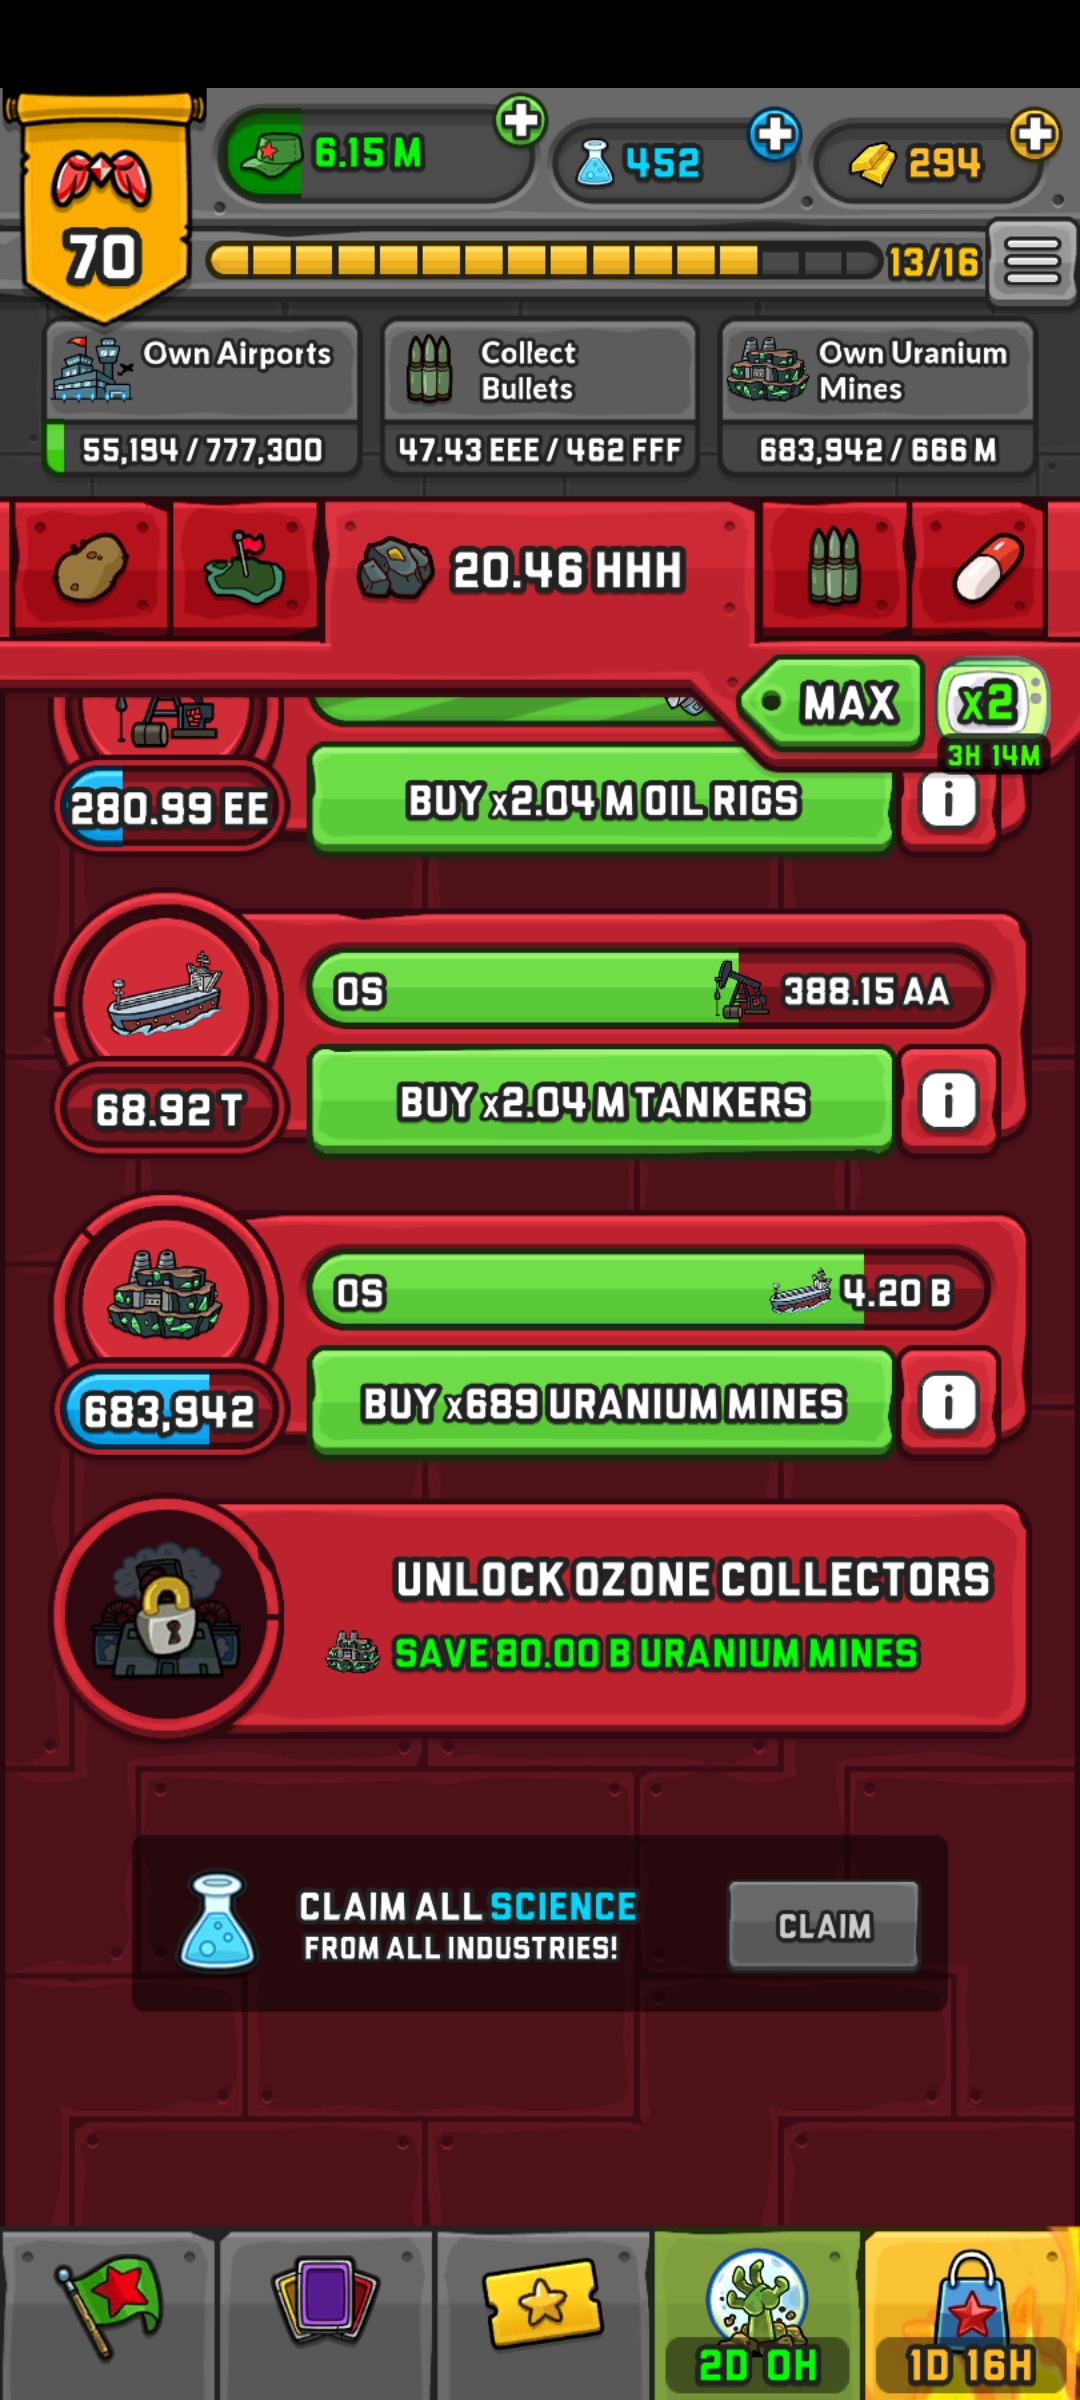 6.15 M
452
294
70
13/16
Own Airports
55,194 / 777,300
Collect
Bullets
47.43 EEE / 462 FFF
Own Uranium
Mines
683,942 / 666 M
20.46 HHH
MAX
x2
3H 14M
280.99 EE
BUY x2.04 M OIL RIGS
i
0S
388.15 AA
68.92 T
BUY x2.04 M TANKERS
i
0S
4.20 B
683,942
BUY x689 URANIUM MINES
i
UNLOCK OZONE COLLECTORS
SAVE 80.00 B URANIUM MINES
CLAIM ALL SCIENCE
FROM ALL INDUSTRIES!
CLAIM
2D 0H
1D 16H